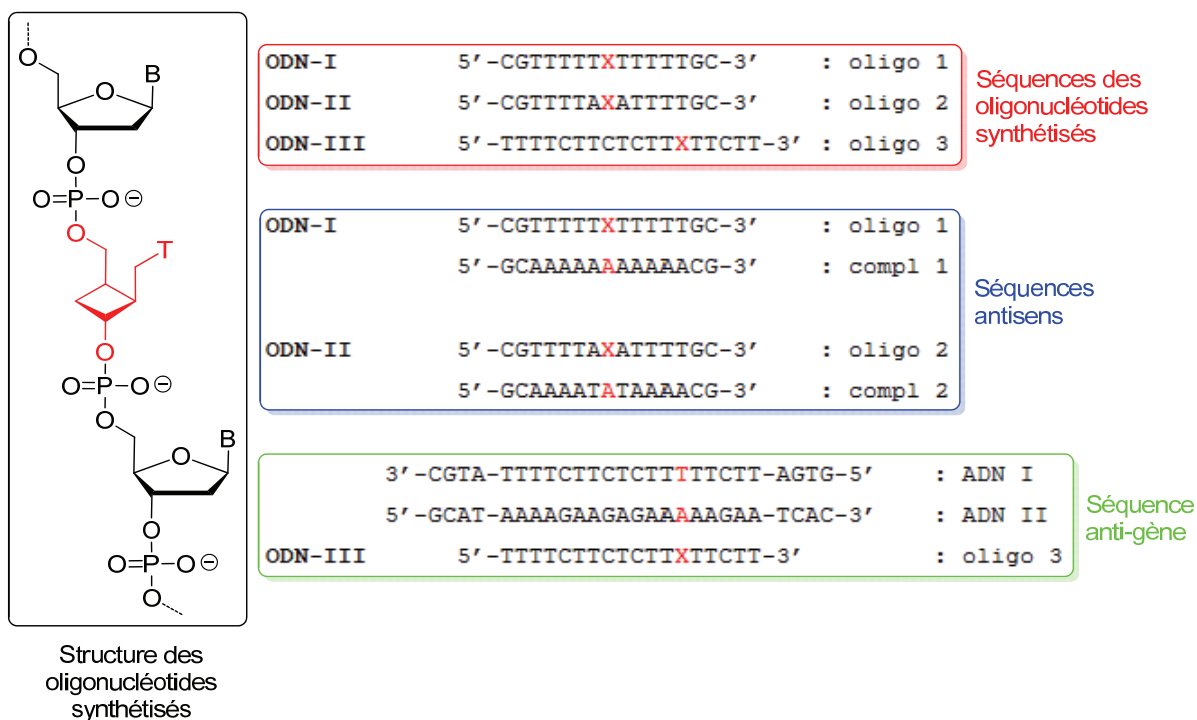 O
O
B
O
O=P–O⊖
O
T
O
O=P–O⊖
O
O
B
O
O=P–O⊖
O
Structure des
oligonucléotides
synthétisés
ODN-I 5’-CGTTTTTXTTTTTGC-3’ : oligo 1
ODN-II 5’-CGTTTTAXATTTTGC-3’ : oligo 2
ODN-III 5’-TTTTCTTCTCTTXTTCTT-3’ : oligo 3
Séquences des
oligonucléotides
synthétisés
ODN-I 5’-CGTTTTTXTTTTTGC-3’ : oligo 1
5’-GCAAAAAAAAAAACG-3’ : compl 1
ODN-II 5’-CGTTTTAXATTTTGC-3’ : oligo 2
5’-GCAAAATATAAAACG-3’ : compl 2
Séquences
antisens
3’-CGTA-TTTTCTTCTCTTTTTCTT-AGTG-5’ : ADN I
5’-GCAT-AAAAGAAGAGAAAAAGAA-TCAC-3’ : ADN II
ODN-III 5’-TTTTCTTCTCTTXTTCTT-3’ : oligo 3
Séquence
anti-gène